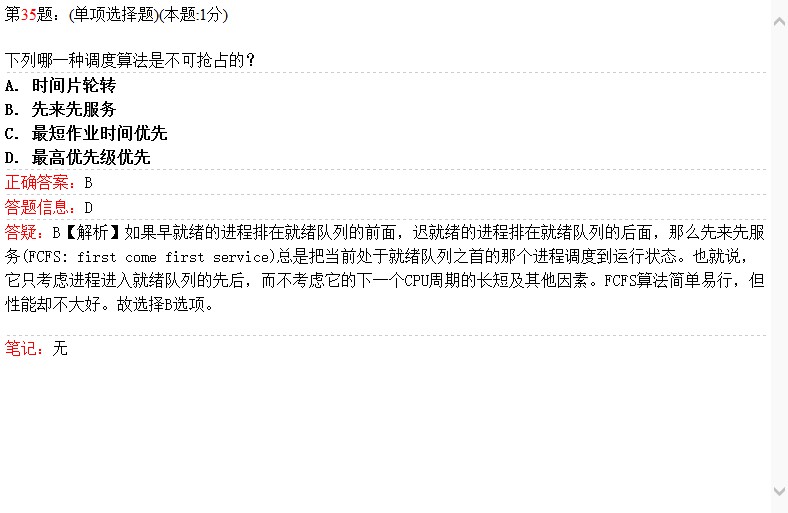 第35题：(单项选择题)(本题:1分)
下列哪一种调度算法是不可抢占的？
A. 时间片轮转
B. 先来先服务
C. 最短作业时间优先
D. 最高优先级优先
正确答案：B
答题信息：D
答疑：B【解析】如果早就绪的进程排在就绪队列的前面，迟就绪的进程排在就绪队列的后面，那么先来先服
务(FCFS: first come first service)总是把当前处于就绪队列之首的那个进程调度到运行状态。也就说，
它只考虑进程进入就绪队列的先后，而不考虑它的下一个CPU周期的长短及其他因素。FCFS算法简单易行，但
性能却不大好。故选择B选项。
笔记：无